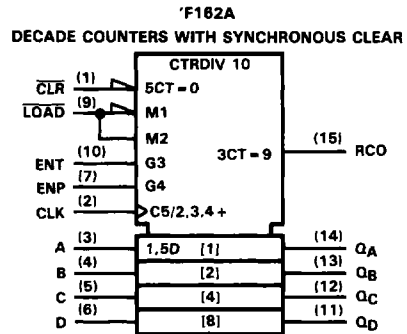 'F162A
DECADE COUNTERS WITH SYNCHRONOUS CLEAR
CTRDIV 10
CLR (1) 5CT=0
LOAD (9) M1
M2
ENT (10) G3 3CT=9 (15) RCO
ENP (7) G4
CLK (2) C5/2,3,4+
A (3) 1,5D [1] (14) QA
B (4) [2] (13) QB
C (5) [4] (12) QC
D (6) [8] (11) QD